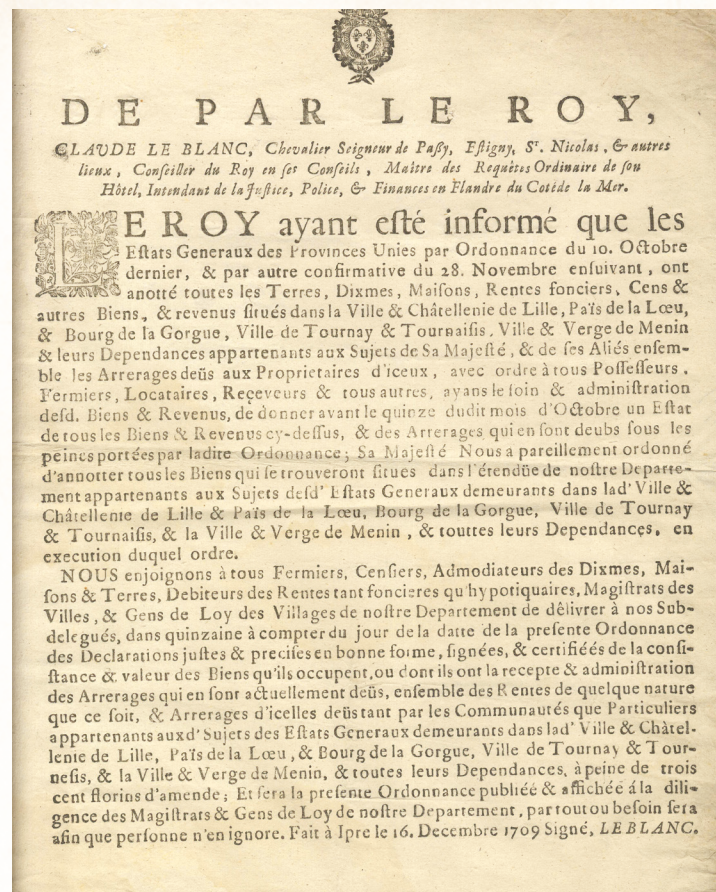 DE PAR LE ROY,
CLAUDE LE BLANC, Chevalier Seigneur de Paßy, Eſtigny, Sr. Nicolas, & autres
lieux, Conſeiller du Roy en ſes Conſeils, Maître des Requêtes Ordinaire de ſon
Hôtel, Intendant de la Juſtice, Police, & Finances en Flandre du Coté de la Mer.
LE ROY ayant eſté informé que les
Eſtats Generaux des Provinces Unies par Ordonnance du 10. Octobre
dernier, & par autre confirmative du 28. Novembre enſuivant, ont
anotté toutes les Terres, Dixmes, Maiſons, Rentes fonciers, Cens &
autres Biens, & revenus ſitués dans la Ville & Châtellenie de Lille, Païs de la Lœu,
& Bourg de la Gorgue, Ville de Tournay & Tournaiſis, Ville & Verge de Menin
& leurs Dependances appartenants aux Sujets de Sa Majeſté, & de ſes Aliés enſem-
ble les Arrerages deüs aux Proprietaires d'iceux, avec ordre à tous Poſſeſſeurs,
Fermiers, Locataires, Reçeveurs & tous autres, ayans le ſoin & adminiſtration
deſd. Biens & Revenus, de donner avant le quinze dudit mois d'Octobre un Eſtat
de tous les Biens & Revenus cy-deſſus, & des Arrerages qui en ſont deubs ſous les
peines portées par ladite Ordonnance; Sa Majeſté Nous a pareillement ordonné
d'annotter tous les Biens qui ſe trouveront ſitués dans l'étendüe de noſtre Departe-
ment appartenants aux Sujets deſd' Eſtats Generaux demeurants dans lad' Ville &
Châtellenie de Lille & Païs de la Lœu, Bourg de la Gorgue, Ville de Tournay
& Tournaiſis, & la Ville & Verge de Menin, & touttes leurs Dependances, en
execution duquel ordre.
NOUS enjoignons à tous Fermiers, Cenſiers, Admodiateurs des Dixmes, Mai-
ſons & Terres, Debiteurs des Rentes tant foncieres qu'hypotiquaires, Magiſtrats des
Villes, & Gens de Loy des Villages de noſtre Departement de dêlivrer à nos Sub-
delegués, dans quinzaine à compter du jour de la datte de la preſente Ordonnance
des Declarations juſtes & preciſes en bonne forme, ſignées, & certifiéés de la conſi-
ſtance & valeur des Biens qu'ils occupent, ou dont ils ont la recepte & adminiſtration
des Arrerages qui en ſont actuellement deüs, enſemble des Rentes de quelque nature
que ce ſoit, & Arrerages d'icelles deüs tant par les Communautés que Particuliers
appartenants auxd' Sujets des Eſtats Generaux demeurants dans lad' Ville & Châtel-
lenie de Lille, Païs de la Lœu, & Bourg de la Gorgue, Ville de Tournay & Tour-
neſis, & la Ville & Verge de Menin, & toutes leurs Dependances, à peine de trois
cent florins d'amende; Et ſera la preſente Ordonnance publiéé & affichéé á la dili-
gence des Magiſtrats & Gens de Loy de noſtre Departement, par tout ou beſoin ſera
afin que perſonne n'en ignore. Fait à Ipre le 16. Decembre 1709 Signé, LEBLANC.